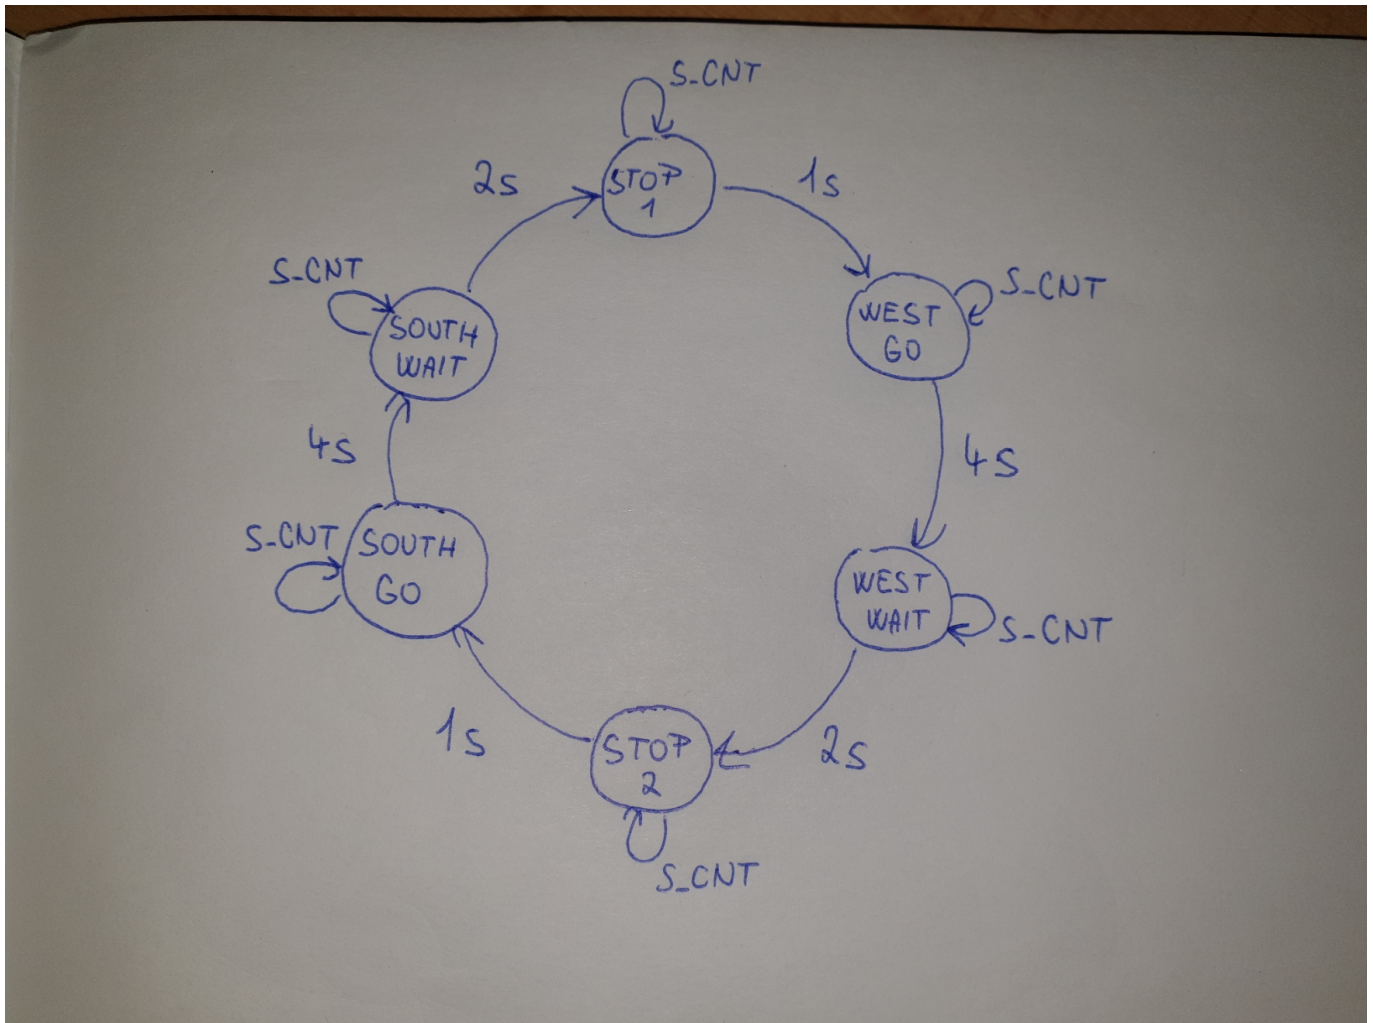 S_CNT
STOP
1
2s
1s
S_CNT
SOUTH
WAIT
WEST
GO
S_CNT
4s
4s
S_CNT
SOUTH
GO
WEST
WAIT
S_CNT
1s
STOP
2
2s
S_CNT